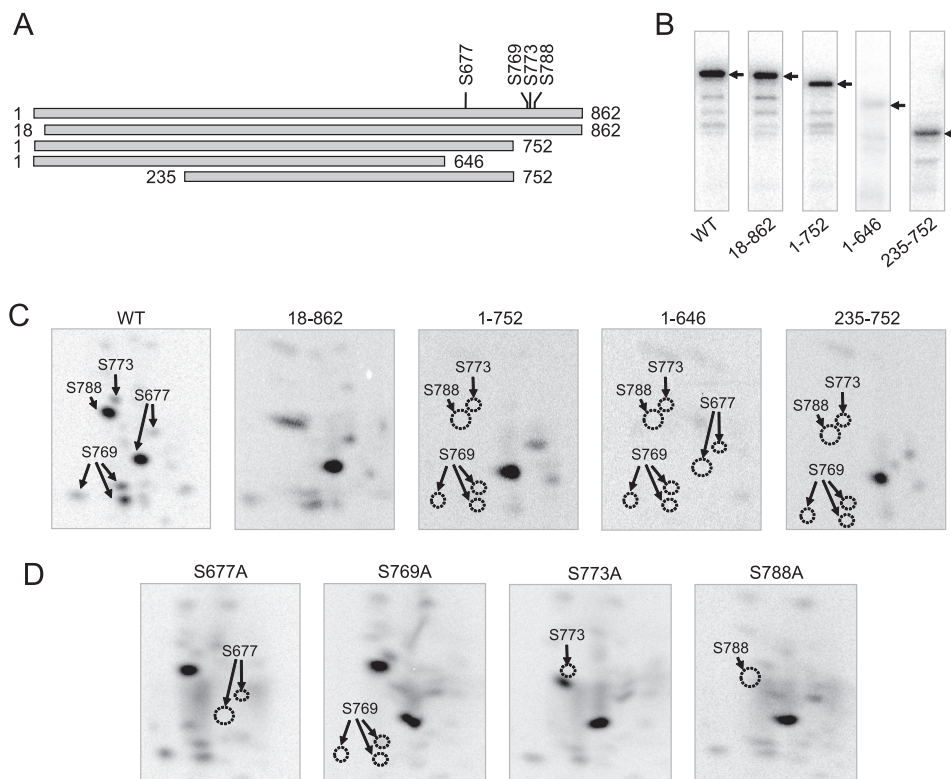 A
S677
S769
S773
S788
1
862
18
862
1
752
1
646
235
752
B
WT
18-862
1-752
1-646
235-752
C
WT
18-862
1-752
1-646
235-752
S773
S788
S677
S769
S773
S788
S769
S773
S788
S677
S769
S773
S788
S769
D
S677A
S769A
S773A
S788A
S677
S769
S773
S788